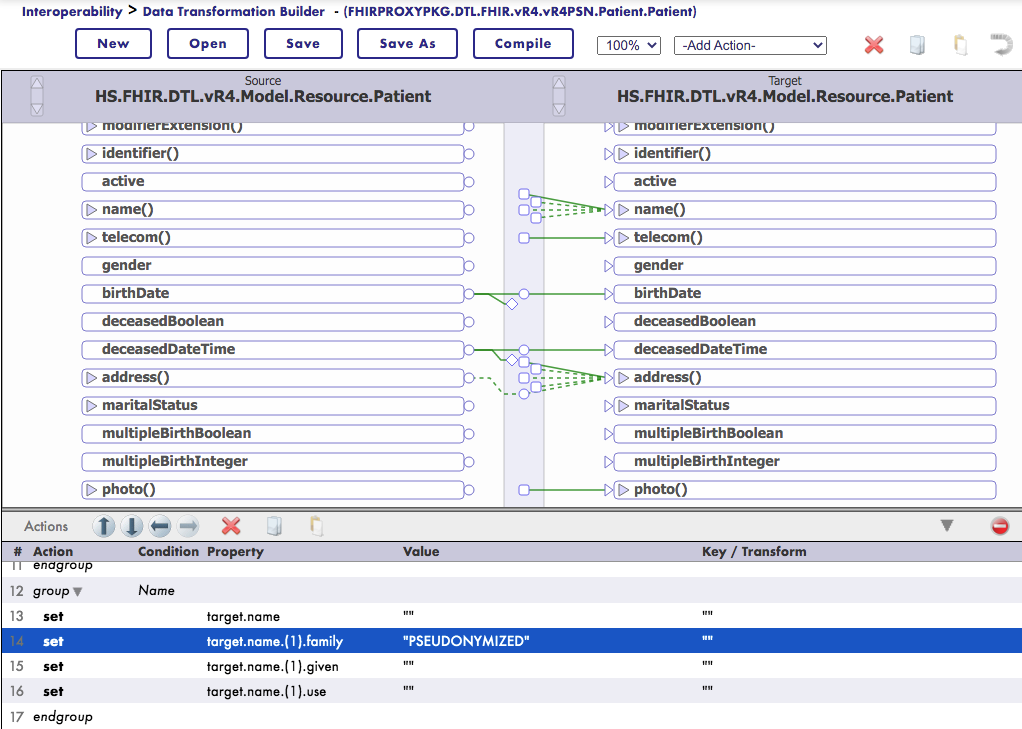 Interoperability > Data Transformation Builder - (FHIRPROXYPKG.DTL.FHIR.vR4.vR4PSN.Patient.Patient)
New Open Save Save As Compile 100% -Add Action-
Source Target
HS.FHIR.DTL.vR4.Model.Resource.Patient HS.FHIR.DTL.vR4.Model.Resource.Patient
modifierExtension() modifierExtension()
identifier() identifier()
active active
name() name()
telecom() telecom()
gender gender
birthDate birthDate
deceasedBoolean deceasedBoolean
deceasedDateTime deceasedDateTime
address() address()
maritalStatus maritalStatus
multipleBirthBoolean multipleBirthBoolean
multipleBirthInteger multipleBirthInteger
photo() photo()
Actions
# Action Condition Property Value Key / Transform
11 endgroup
12 group Name
13 set target.name "" ""
14 set target.name.(1).family "PSEUDONYMIZED" ""
15 set target.name.(1).given "" ""
16 set target.name.(1).use "" ""
17 endgroup